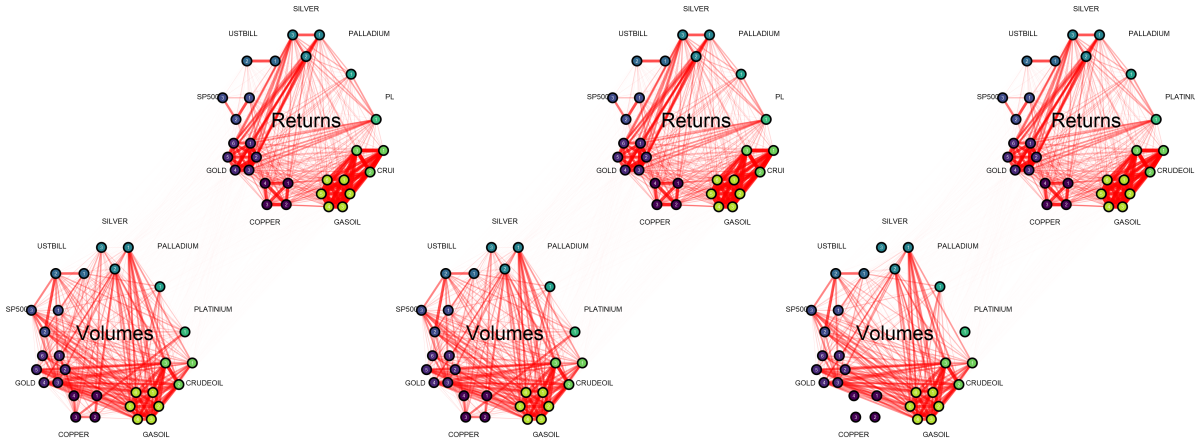 SILVER SILVER SILVER
USTBILL PALLADIUM USTBILL PALLADIUM USTBILL PALLADIUM
SP500 PL SP500 PL SP500 PLATINIU
Returns Returns Returns
GOLD CRUI GOLD CRUI GOLD CRUDEOIL
COPPER GASOIL COPPER GASOIL COPPER GASOIL
SILVER SILVER SILVER
USTBILL PALLADIUM USTBILL PALLADIUM USTBILL PALLADIUM
SP500 PLATINIUM SP500 PLATINIUM SP500 PLATINIUM
Volumes Volumes Volumes
GOLD CRUDEOIL GOLD CRUDEOIL GOLD CRUDEOIL
COPPER GASOIL COPPER GASOIL COPPER GASOIL